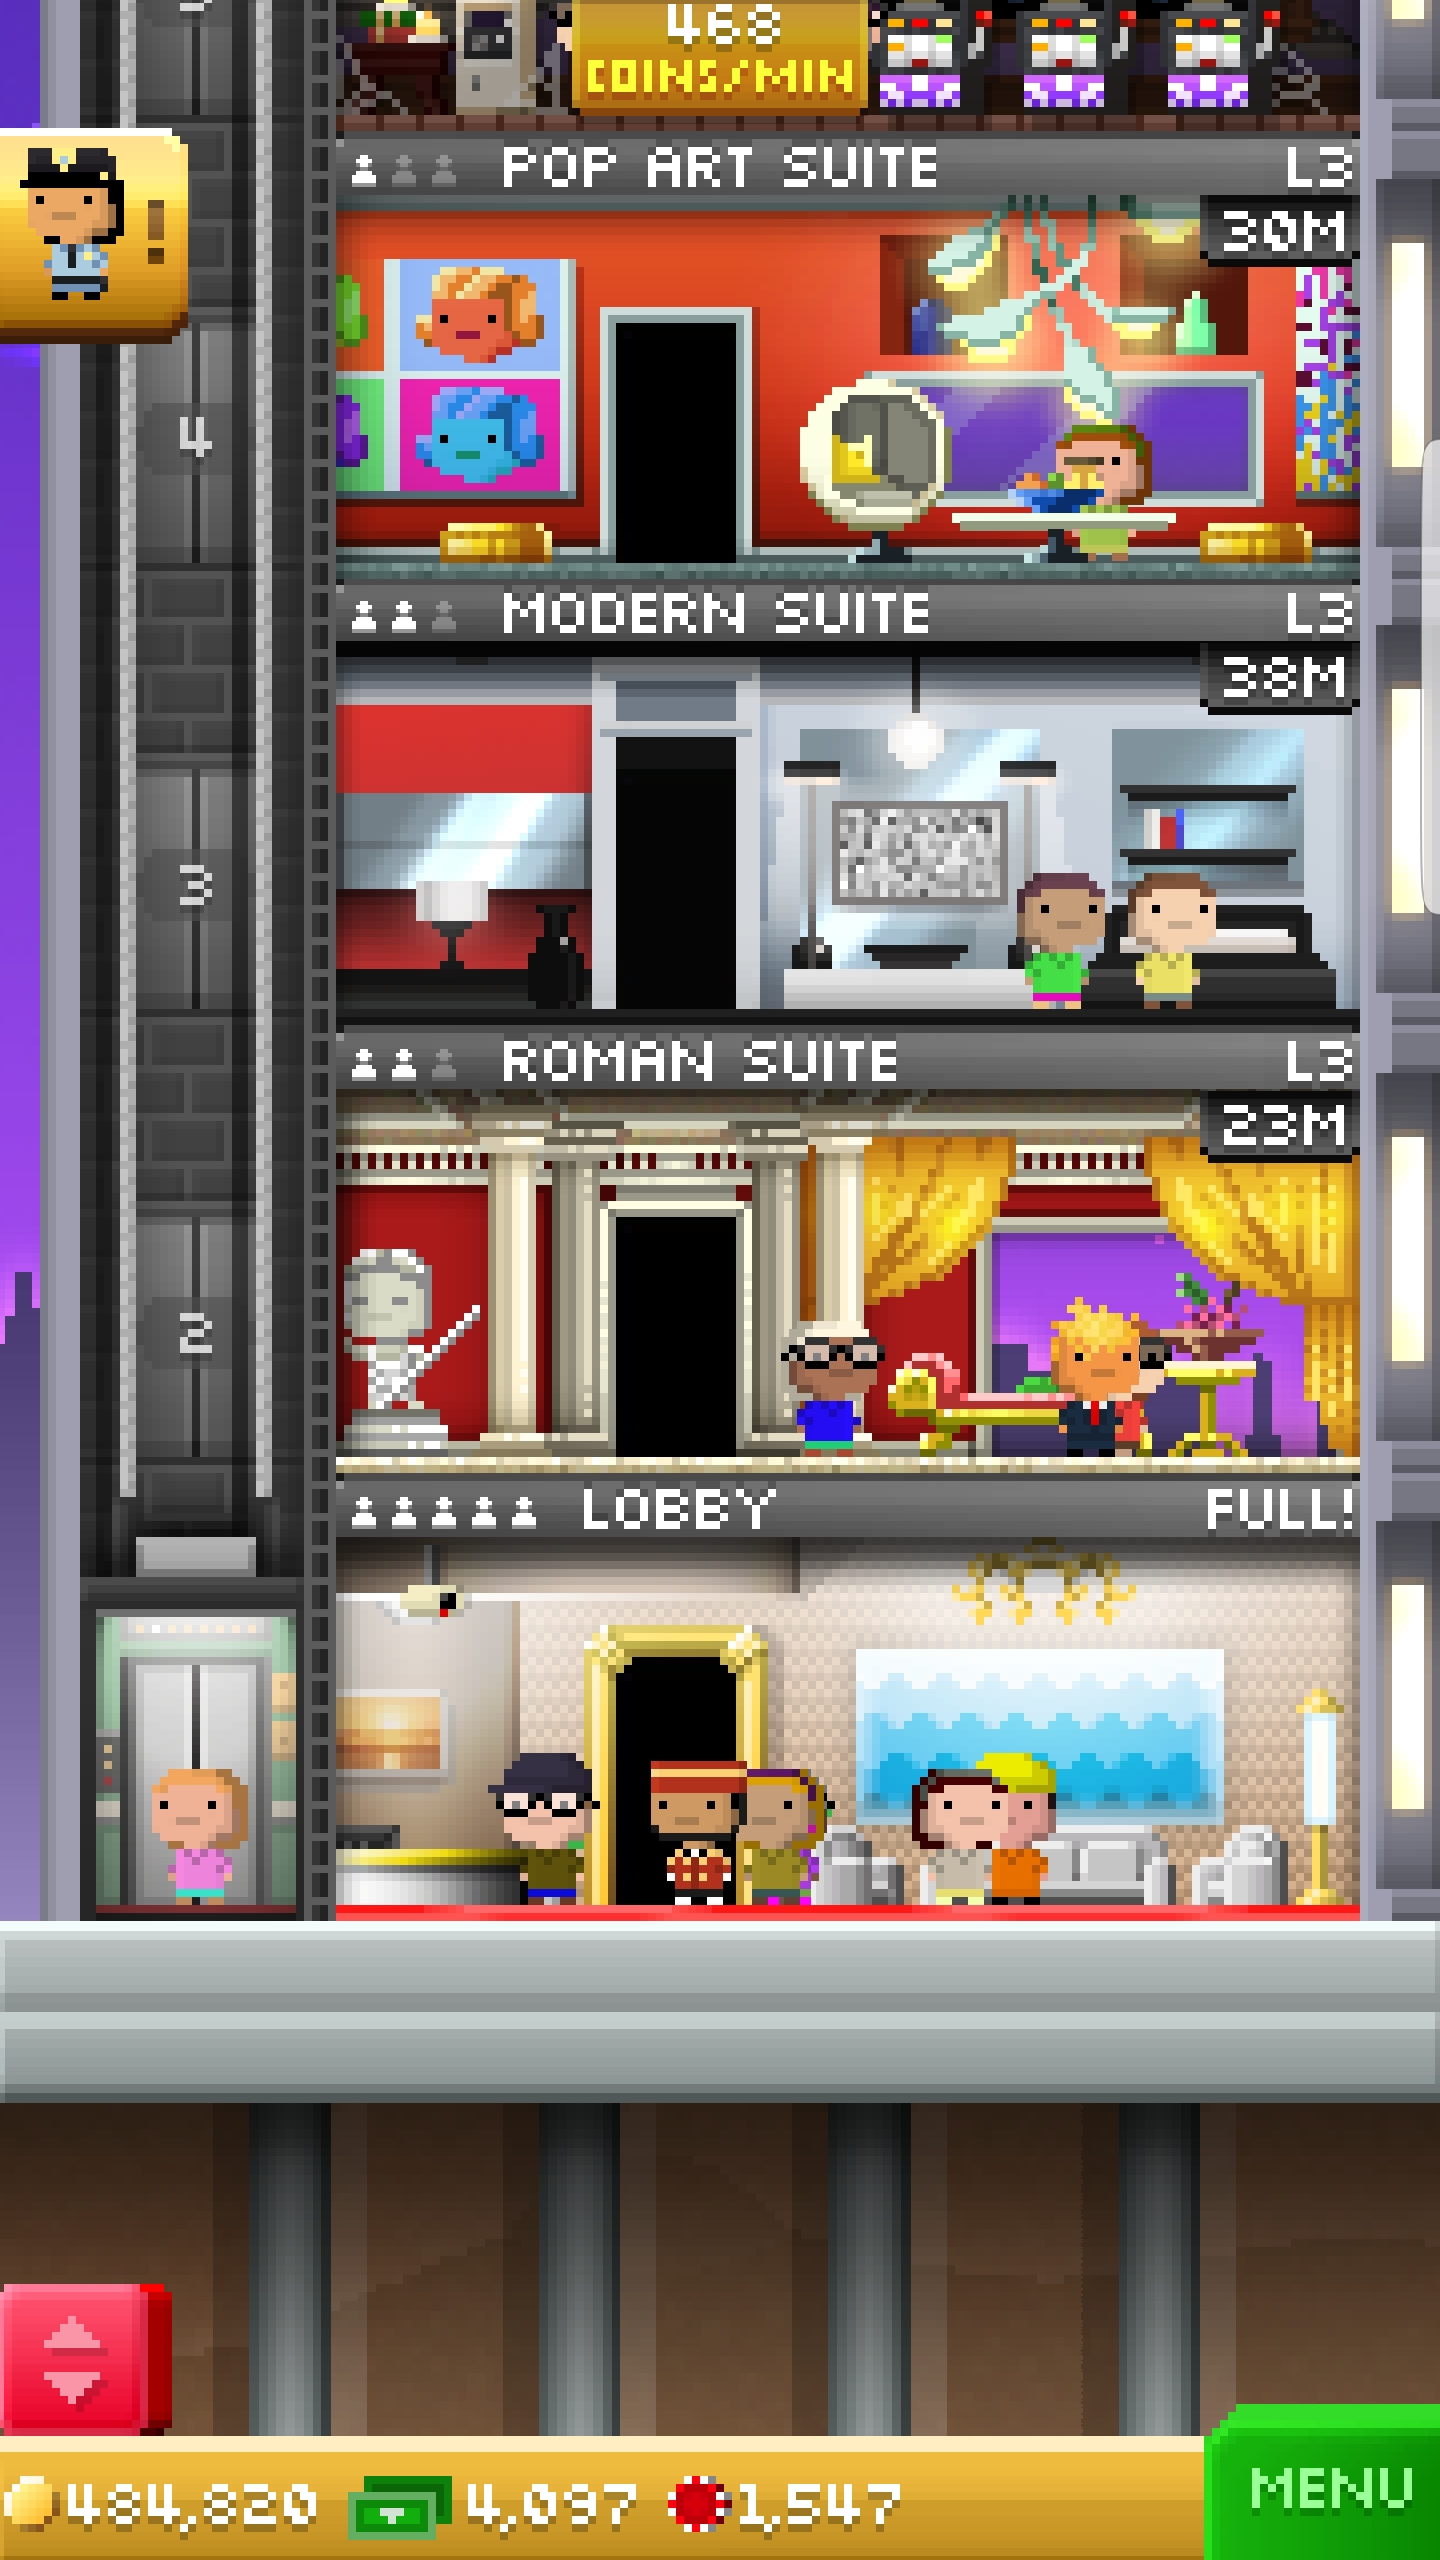 468
COINS/MIN
POP ART SUITE L3
30M
!
4
MODERN SUITE L3
38M
3
ROMAN SUITE L3
23M
2
LOBBY FULL!
484,820 4,097 1,547
MENU